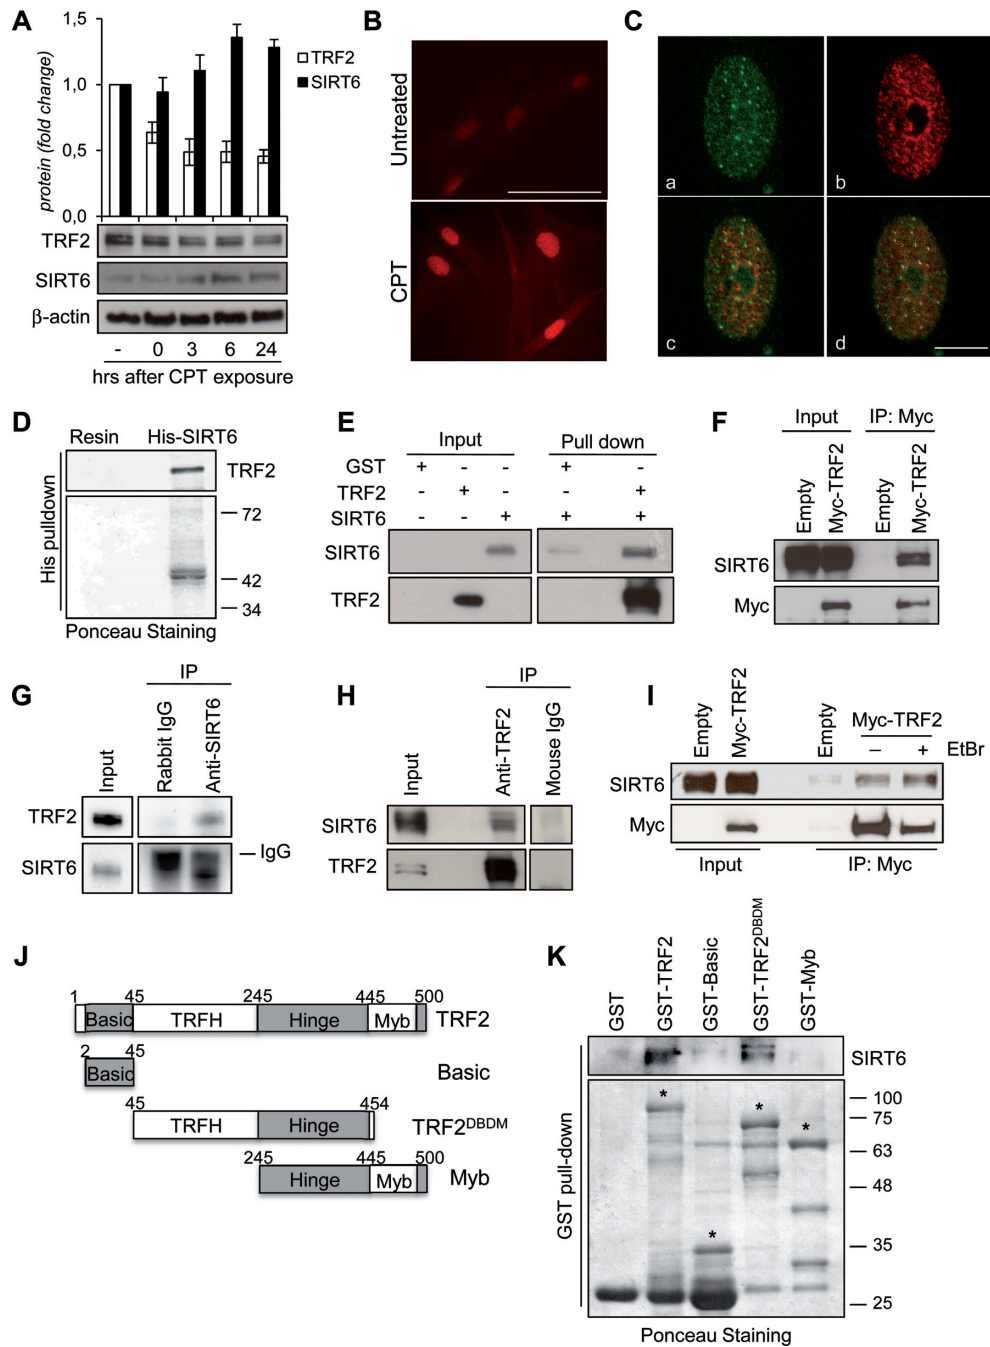 A
1,5
1,0
0,5
0,0
protein (fold change)
TRF2
SIRT6
TRF2
SIRT6
β-actin
- 0 3 6 24
hrs after CPT exposure
B
Untreated
CPT
C
a
b
c
d
D
Resin His-SIRT6
His pulldown
TRF2
72
42
34
Ponceau Staining
E
Input Pull down
GST + - - + -
TRF2 - + - - +
SIRT6 - - + + +
SIRT6
TRF2
F
Input IP: Myc
Empty Myc-TRF2 Empty Myc-TRF2
SIRT6
Myc
G
IP
Input Rabbit IgG Anti-SIRT6
TRF2
IgG
SIRT6
H
IP
Input Anti-TRF2 Mouse IgG
SIRT6
TRF2
I
Empty Myc-TRF2 Empty Myc-TRF2
– + EtBr
SIRT6
Myc
Input IP: Myc
J
1 45 245 445 500
Basic TRFH Hinge Myb TRF2
2 45
Basic Basic
45 454
TRFH Hinge TRF2DBDM
245 445 500
Hinge Myb Myb
K
GST GST-TRF2 GST-Basic GST-TRF2DBDM GST-Myb
SIRT6
GST pull-down
* * * *
100
75
63
48
35
25
Ponceau Staining